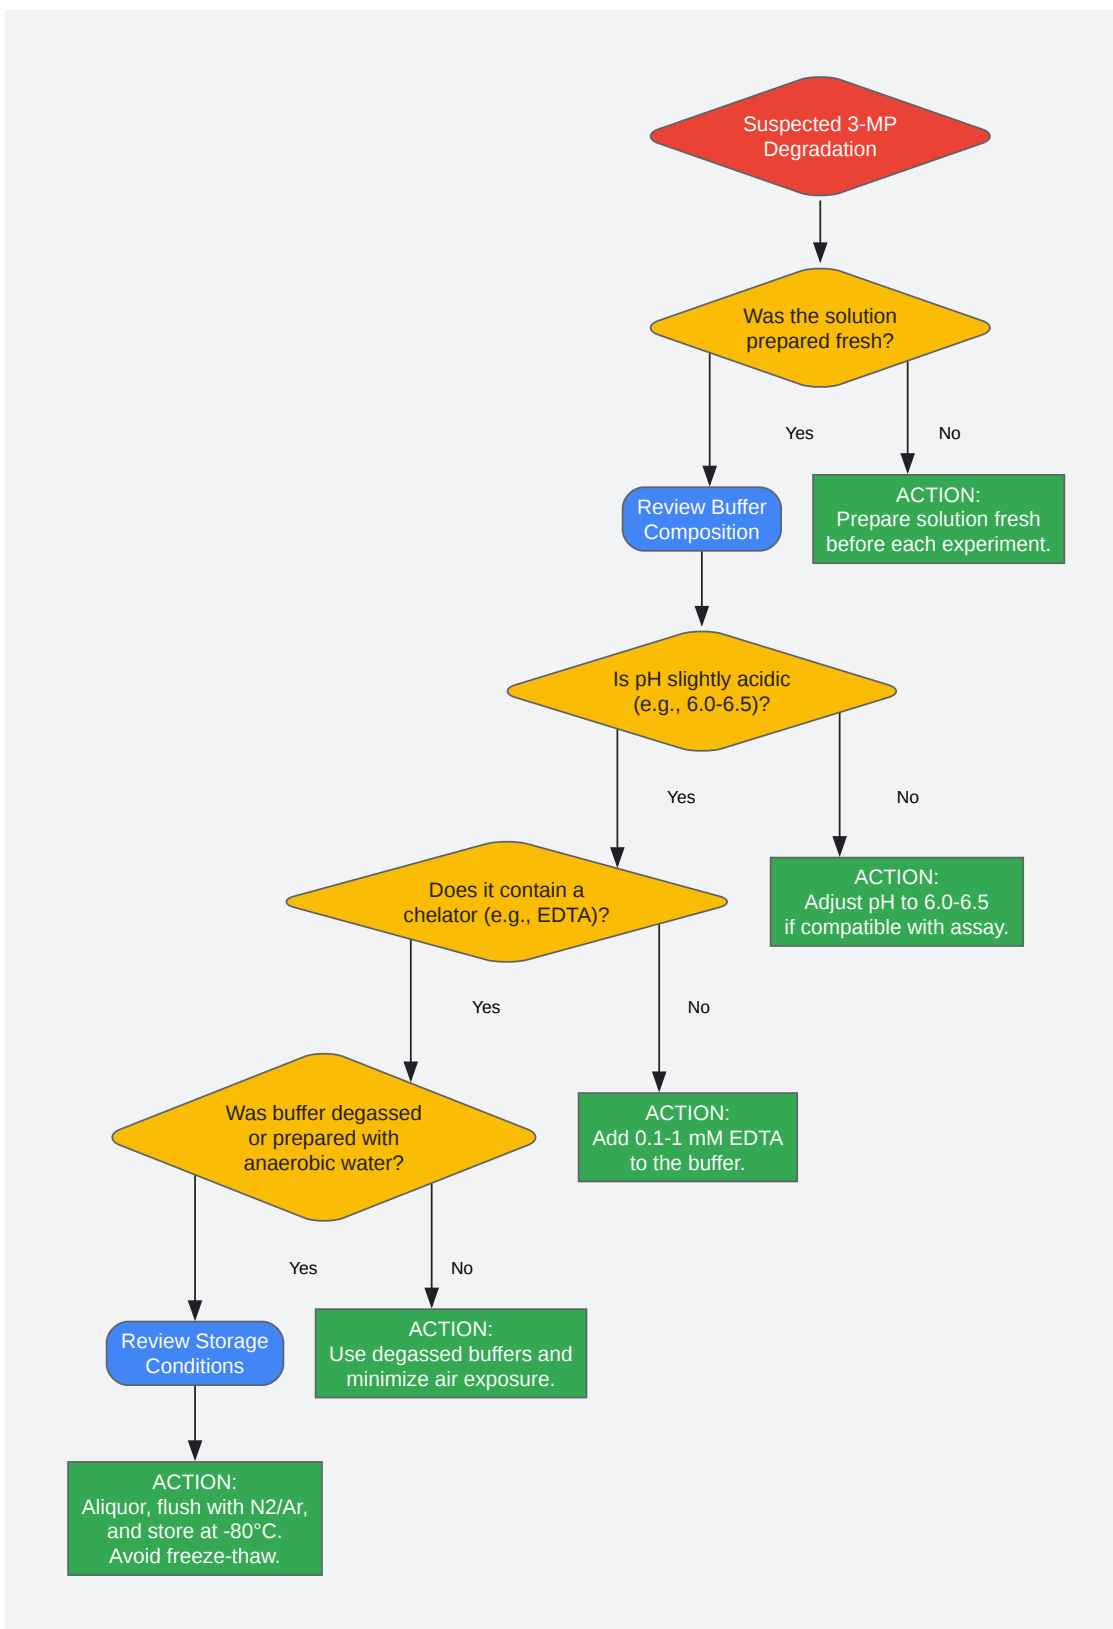 Suspected 3-MP
Degradation
Was the solution
prepared fresh?
Yes
No
Review Buffer
Composition
ACTION:
Prepare solution fresh
before each experiment.
Is pH slightly acidic
(e.g., 6.0-6.5)?
Yes
No
Does it contain a
chelator (e.g., EDTA)?
ACTION:
Adjust pH to 6.0-6.5
if compatible with assay.
Yes
No
Was buffer degassed
or prepared with
anaerobic water?
ACTION:
Add 0.1-1 mM EDTA
to the buffer.
Yes
No
Review Storage
Conditions
ACTION:
Use degassed buffers and
minimize air exposure.
ACTION:
Aliquor, flush with N2/Ar,
and store at -80°C.
Avoid freeze-thaw.